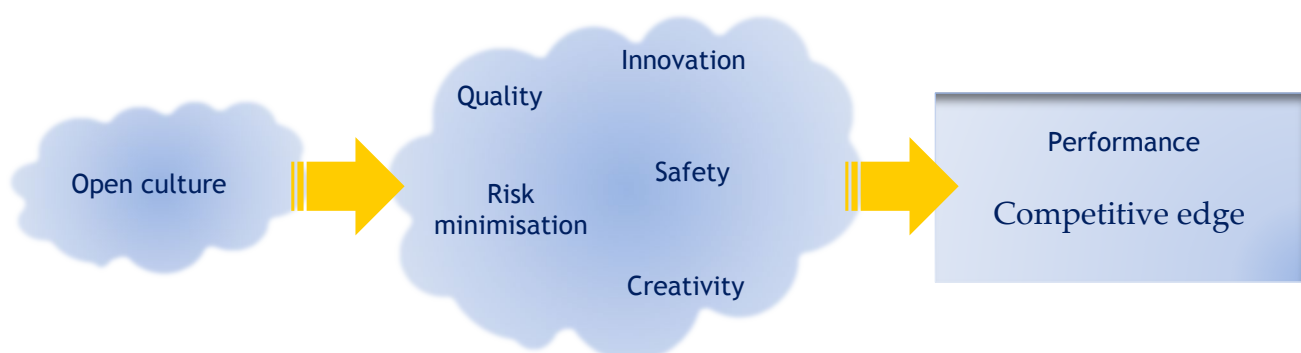 Open culture
Innovation
Quality
Safety
Risk
minimisation
Creativity
Performance
Competitive edge